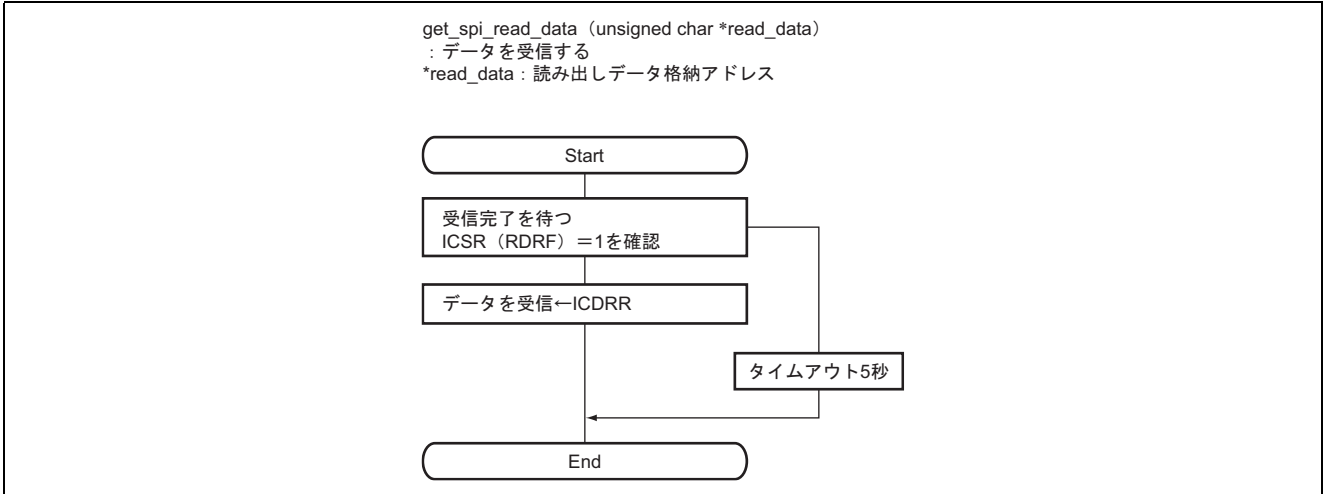 get_spi_read_data（unsigned char *read_data）
：データを受信する
*read_data：読み出しデータ格納アドレス
Start
受信完了を待つ
ICSR（RDRF）＝1を確認
データを受信←ICDRR
タイムアウト5秒
End